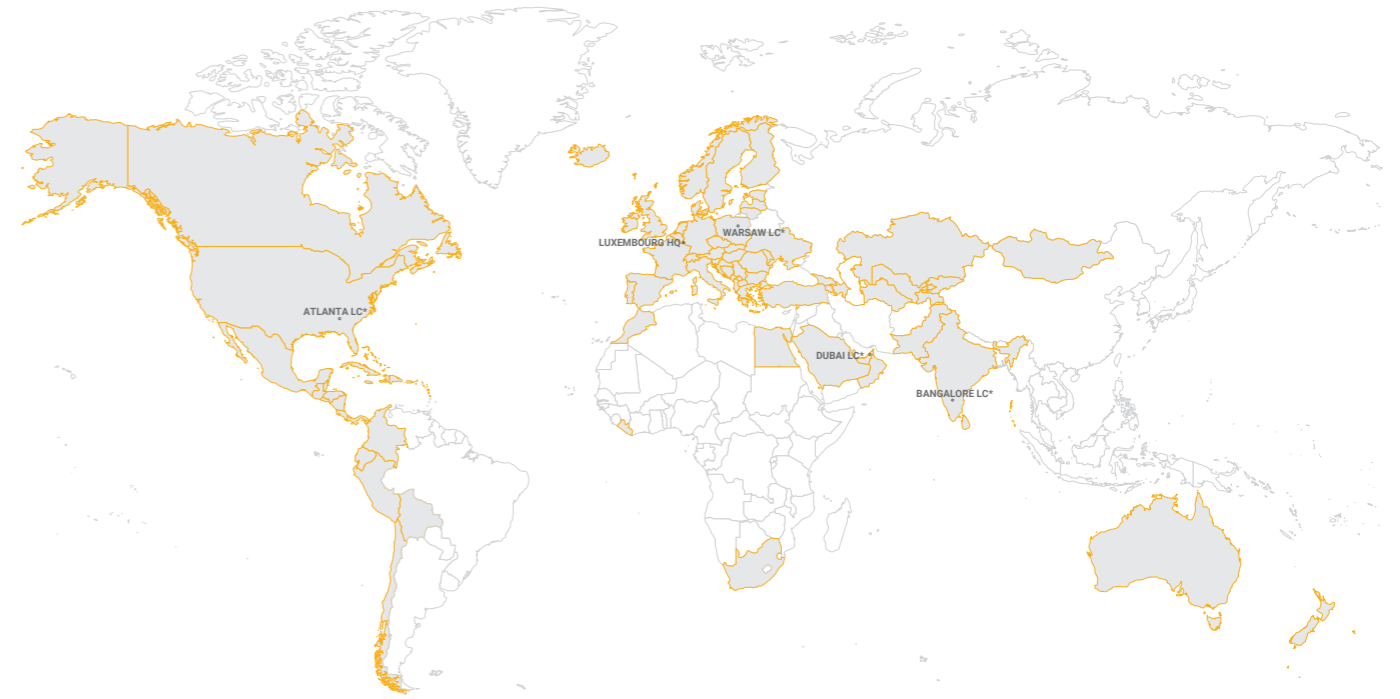 WARSAW LC*
LUXEMBOURG HQ*
ATLANTA LC*
DUBAI LC*
BANGALORE LC*